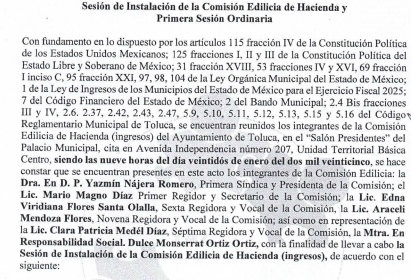 Sesión de Instalación de la Comisión Edilicia de Hacienda y
Primera Sesión Ordinaria
Con fundamento en lo dispuesto por los artículos 115 fracción IV de la Constitución Política
de los Estados Unidos Mexicanos; 125 fracciones I, II y III de la Constitución Política del
Estado Libre y Soberano de México; 31 fracción XVIII, 53 fracciones IV y XVI, 69 fracción
I inciso C, 95 fracción XXI, 97, 98, 104 de la Ley Orgánica Municipal del Estado de México;
1 de la Ley de Ingresos de los Municipios del Estado de México para el Ejercicio Fiscal 2025;
7 del Código Financiero del Estado de México; 2 del Bando Municipal; 2.4 Bis fracciones
III y IV, 2.6. 2.37, 2.42, 2.43, 2.47, 5.9, 5.10, 5.11, 5.12, 5.13, 5.15 y 5.16 del Código
Reglamentario Municipal de Toluca, se encuentran reunidos los integrantes de la Comisión
Edilicia de Hacienda (ingresos) del Ayuntamiento de Toluca, en el "Salón Presidentes" del
Palacio Municipal, cita en Avenida Independencia número 207, Unidad Territorial Básica
Centro, siendo las nueve horas del día veintidós de enero del dos mil veinticinco, se hace
constar que se encuentran presentes en este acto los integrantes de la Comisión Edilicia: la
Dra. En D. P. Yazmín Nájera Romero, Primera Síndica y Presidenta de la Comisión; el
Lic. Mario Magno Díaz, Primer Regidor y Secretario de la Comisión; la Lic. Edna
Viridiana Flores Santa Olalla, Sexta Regidora y Vocal de la Comisión, la Lic. Araceli
Mendoza Flores, Novena Regidora y Vocal de la Comisión; así como en representación de
la Lic. Clara Patricia Medél Díaz, Séptima Regidora y Vocal de la Comisión, la Mtra. En
Responsabilidad Social. Dulce Monserrat Ortiz Ortiz, con la finalidad de llevar a cabo la
Sesión de Instalación de la Comisión Edilicia de Hacienda (ingresos), de acuerdo con el
siguiente: